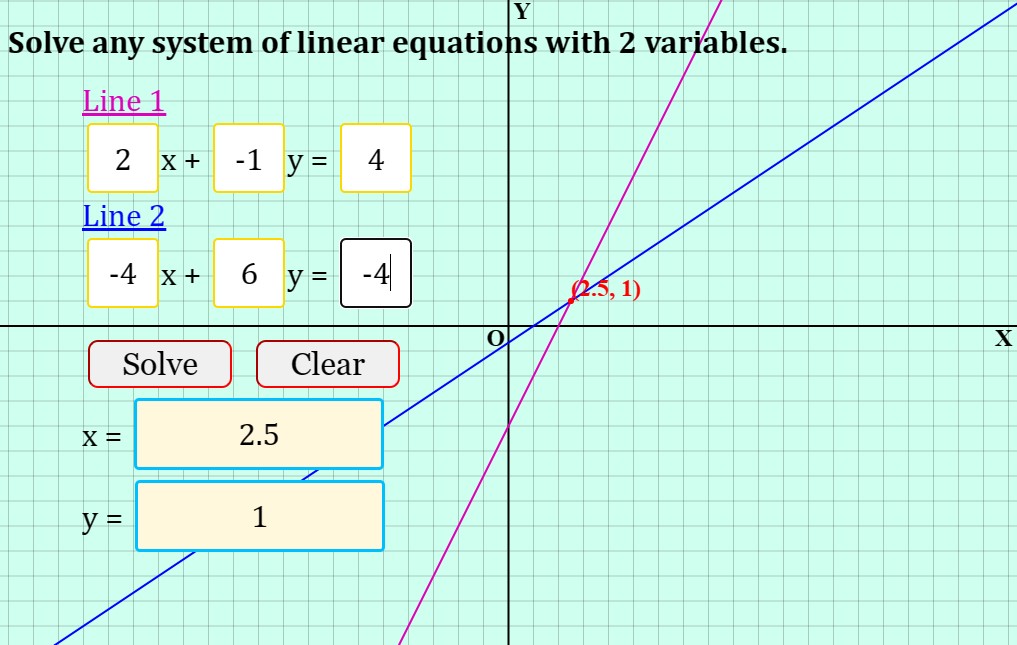 Y
Solve any system of linear equations with 2 variables.
Line 1
2 x + -1 y = 4
Line 2
-4 x + 6 y = -4
(2.5, 1)
O
X
Solve Clear
x = 2.5
y = 1